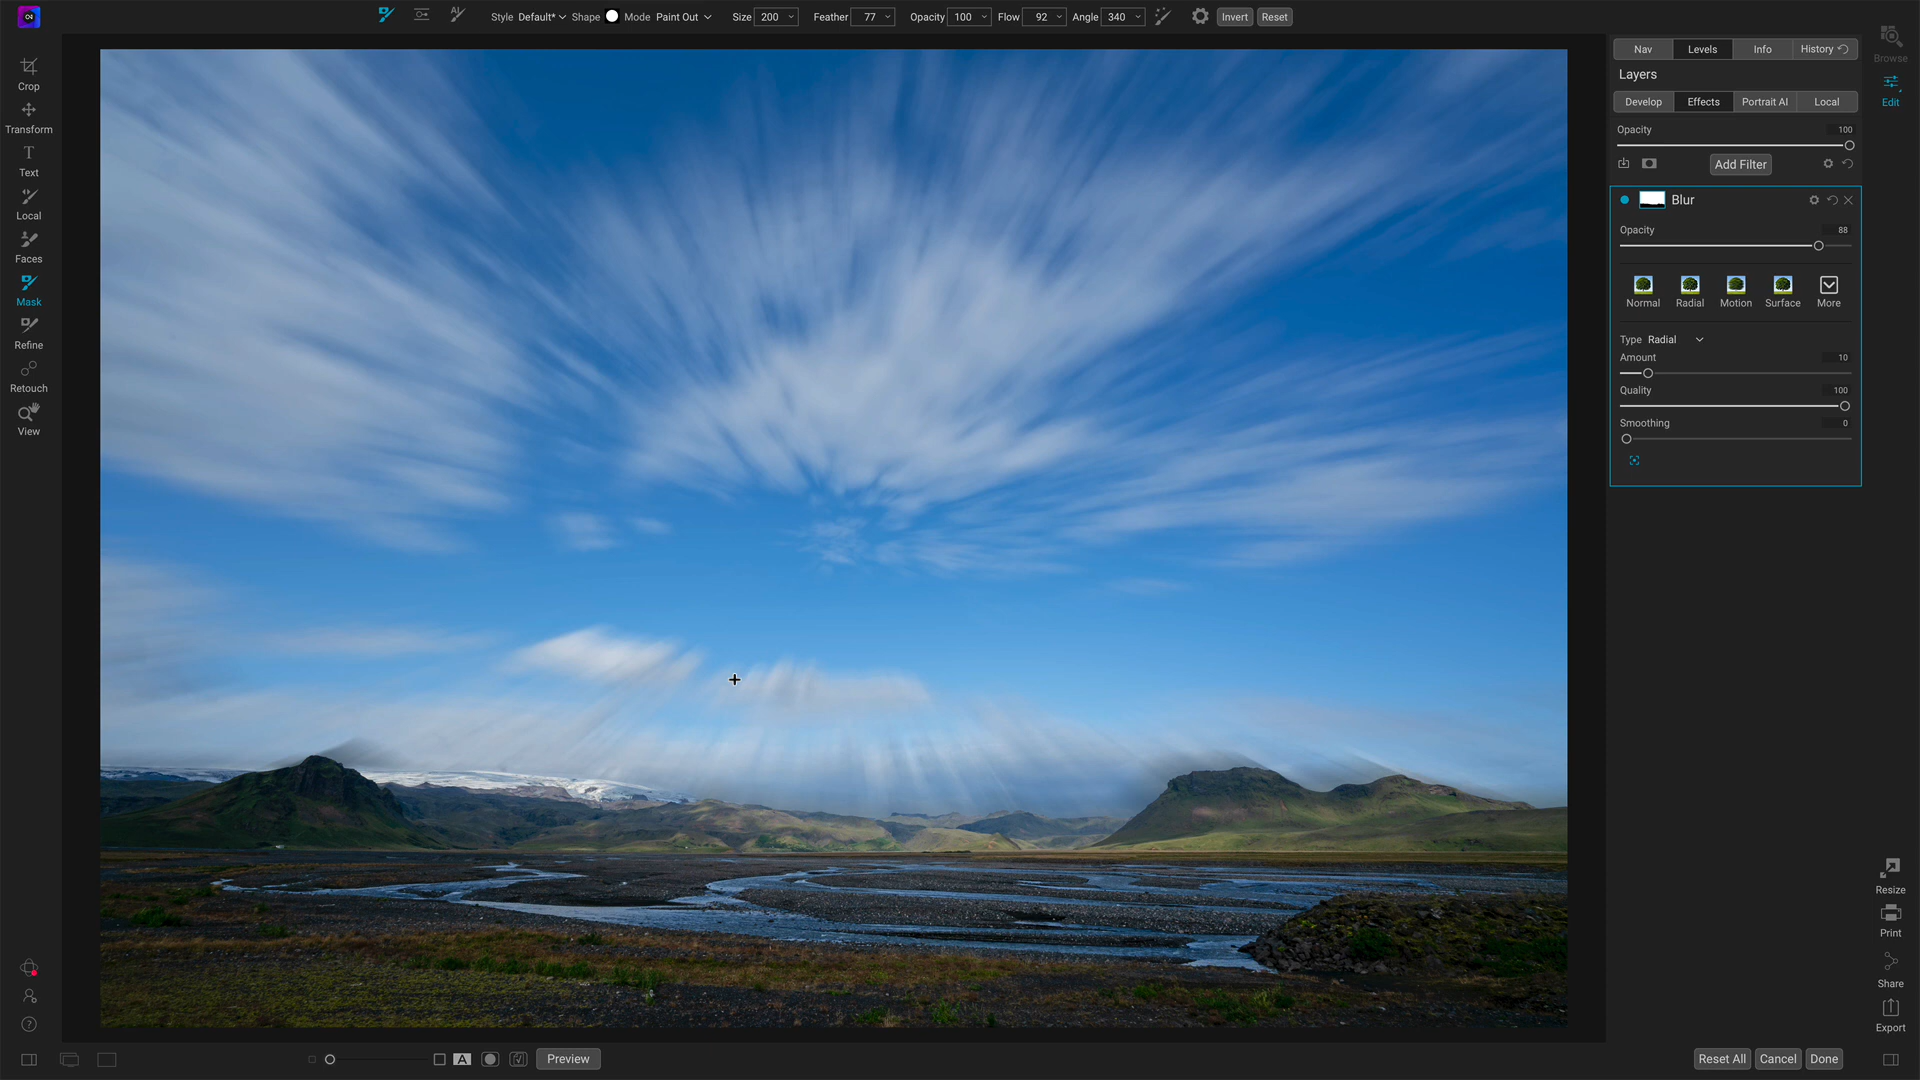 Style Default* Shape Mode Paint Out Size 200 Feather 77 Opacity 100 Flow 92 Angle 340 Invert Reset
Crop
Transform
Text
Local
Faces
Mask
Refine
Retouch
View
Nav Levels Info History
Layers
Develop Effects Portrait AI Local
Opacity 100
Add Filter
Blur
Opacity 88
Normal Radial Motion Surface More
Type Radial
Amount 10
Quality 100
Smoothing 0
Browse
Edit
Resize
Print
Share
Export
A Preview
Reset All Cancel Done